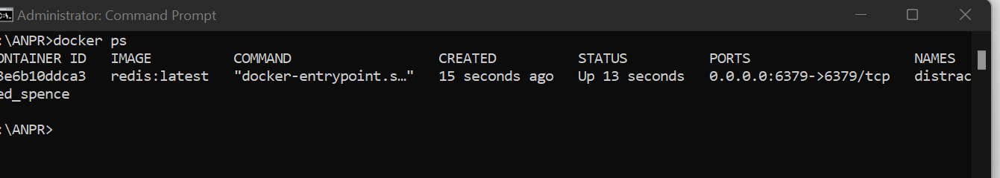 Administrator: Command Prompt
:\ANPR>docker ps
ONTAINER ID IMAGE COMMAND CREATED STATUS PORTS NAMES
3e6b10ddca3 redis:latest "docker-entrypoint.s…" 15 seconds ago Up 13 seconds 0.0.0.0:6379->6379/tcp distrac
ed_spence
:\ANPR>